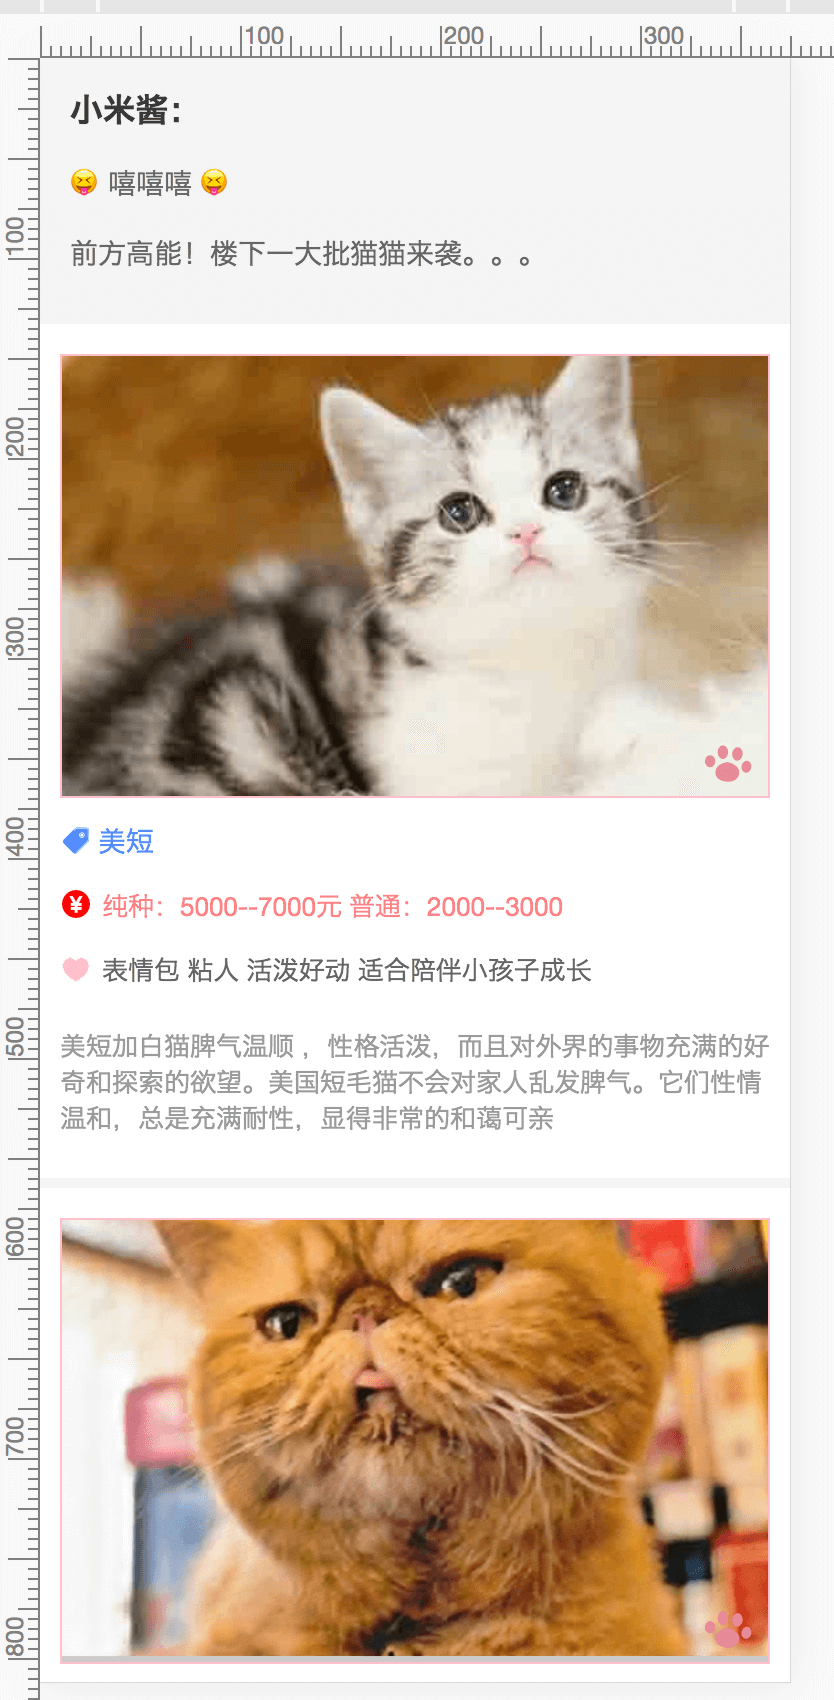 100 200 300
小米酱：
😝 嘻嘻嘻 😝
前方高能！楼下一大批猫猫来袭。。。
美短
¥ 纯种：5000--7000元 普通：2000--3000
表情包 粘人 活泼好动 适合陪伴小孩子成长
美短加白猫脾气温顺 ，性格活泼，而且对外界的事物充满的好
奇和探索的欲望。美国短毛猫不会对家人乱发脾气。它们性情
温和，总是充满耐性，显得非常的和蔼可亲
100
200
300
400
500
600
700
800